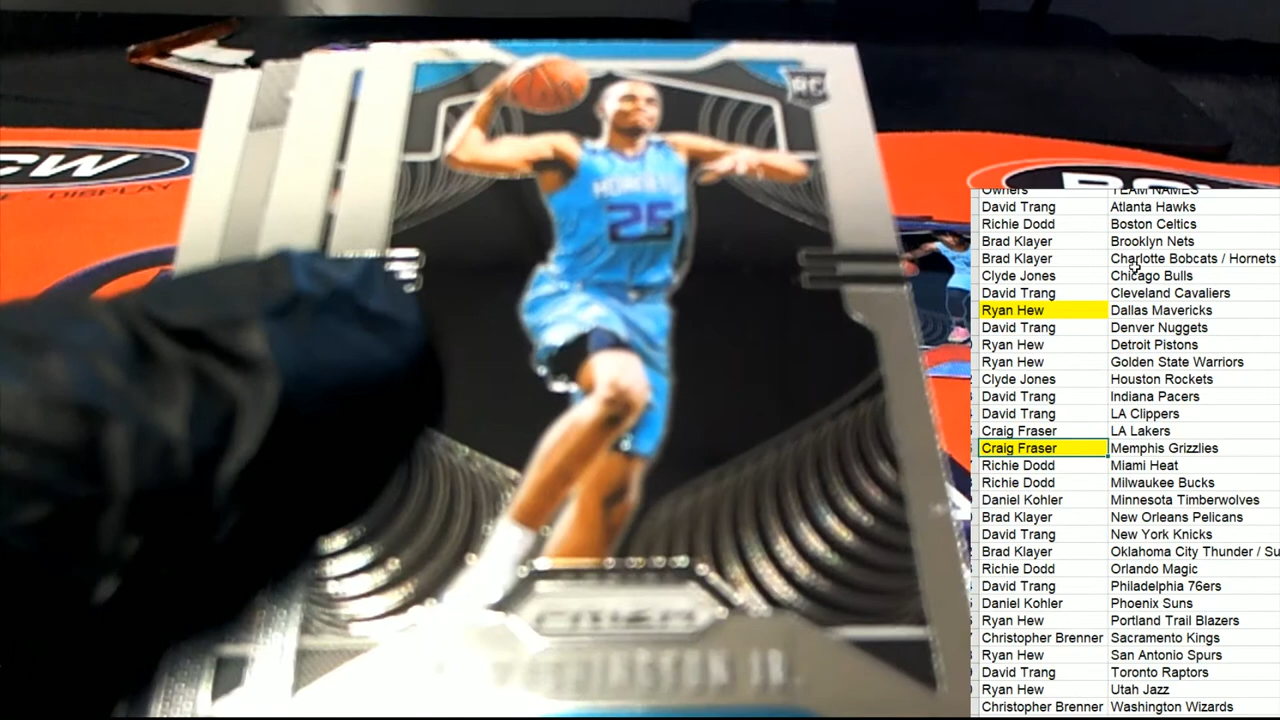 RC
CW
DISPLAY
HORNETS
25
PRIZM
JR.
Owners TEAM NAMES
David Trang Atlanta Hawks
Richie Dodd Boston Celtics
Brad Klayer Brooklyn Nets
Brad Klayer Charlotte Bobcats / Hornets
Clyde Jones Chicago Bulls
David Trang Cleveland Cavaliers
Ryan Hew Dallas Mavericks
David Trang Denver Nuggets
Ryan Hew Detroit Pistons
Ryan Hew Golden State Warriors
Clyde Jones Houston Rockets
David Trang Indiana Pacers
David Trang LA Clippers
Craig Fraser LA Lakers
Craig Fraser Memphis Grizzlies
Richie Dodd Miami Heat
Richie Dodd Milwaukee Bucks
Daniel Kohler Minnesota Timberwolves
Brad Klayer New Orleans Pelicans
David Trang New York Knicks
Brad Klayer Oklahoma City Thunder / Su
Richie Dodd Orlando Magic
David Trang Philadelphia 76ers
Daniel Kohler Phoenix Suns
Ryan Hew Portland Trail Blazers
Christopher Brenner Sacramento Kings
Ryan Hew San Antonio Spurs
David Trang Toronto Raptors
Ryan Hew Utah Jazz
Christopher Brenner Washington Wizards